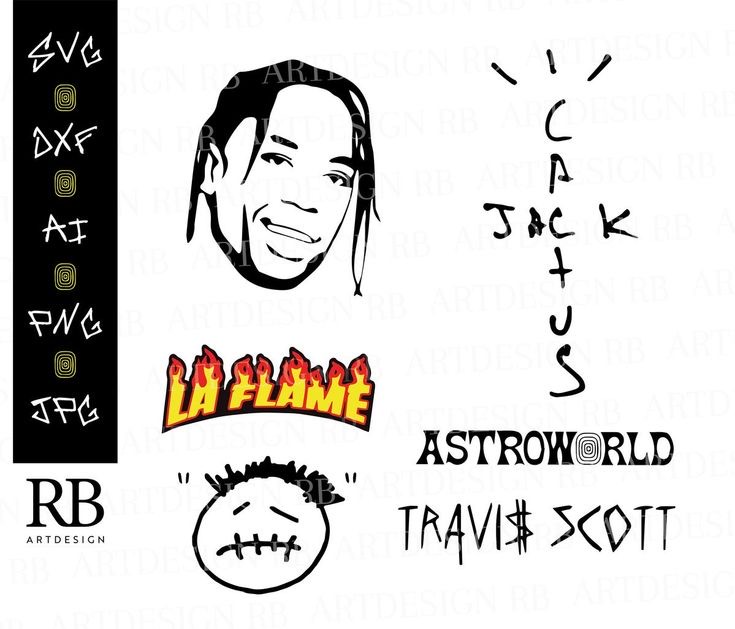 SVG
DXF
AI
PNG
JPG
RB
ARTDESIGN
CACTUS
JACK
LA FLAME
" "
ASTROWORLD
TRAVI$ SCOTT
ARTDESIGN RB